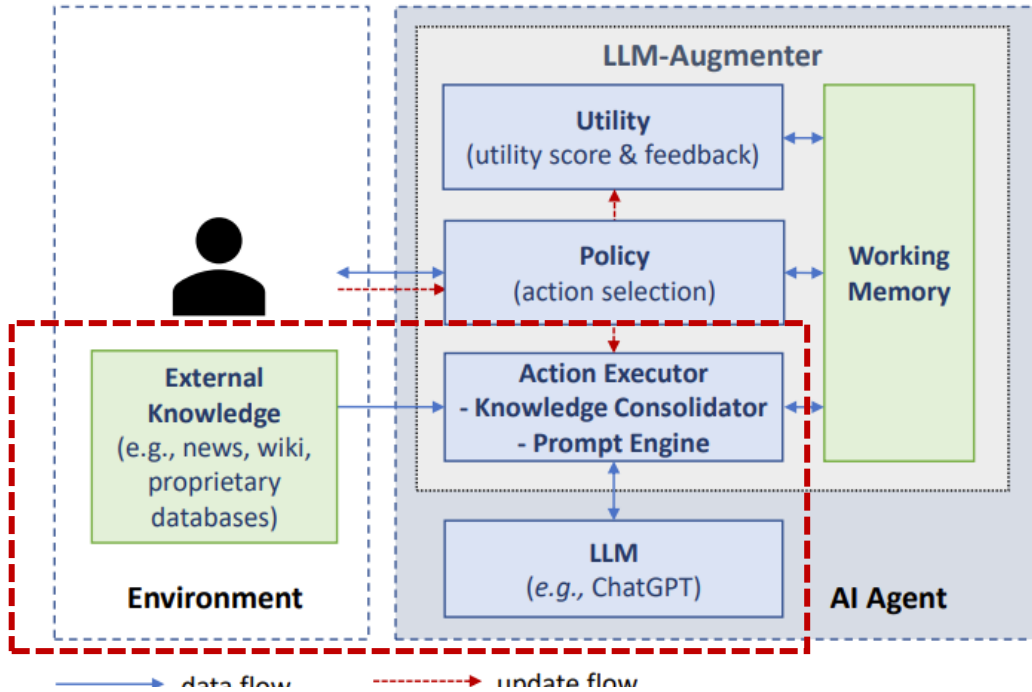 LLM-Augmenter
Utility
(utility score & feedback)
Policy
(action selection)
Working
Memory
External
Knowledge
(e.g., news, wiki,
proprietary
databases)
Action Executor
- Knowledge Consolidator
- Prompt Engine
LLM
(e.g., ChatGPT)
Environment
AI Agent
data flow
update flow